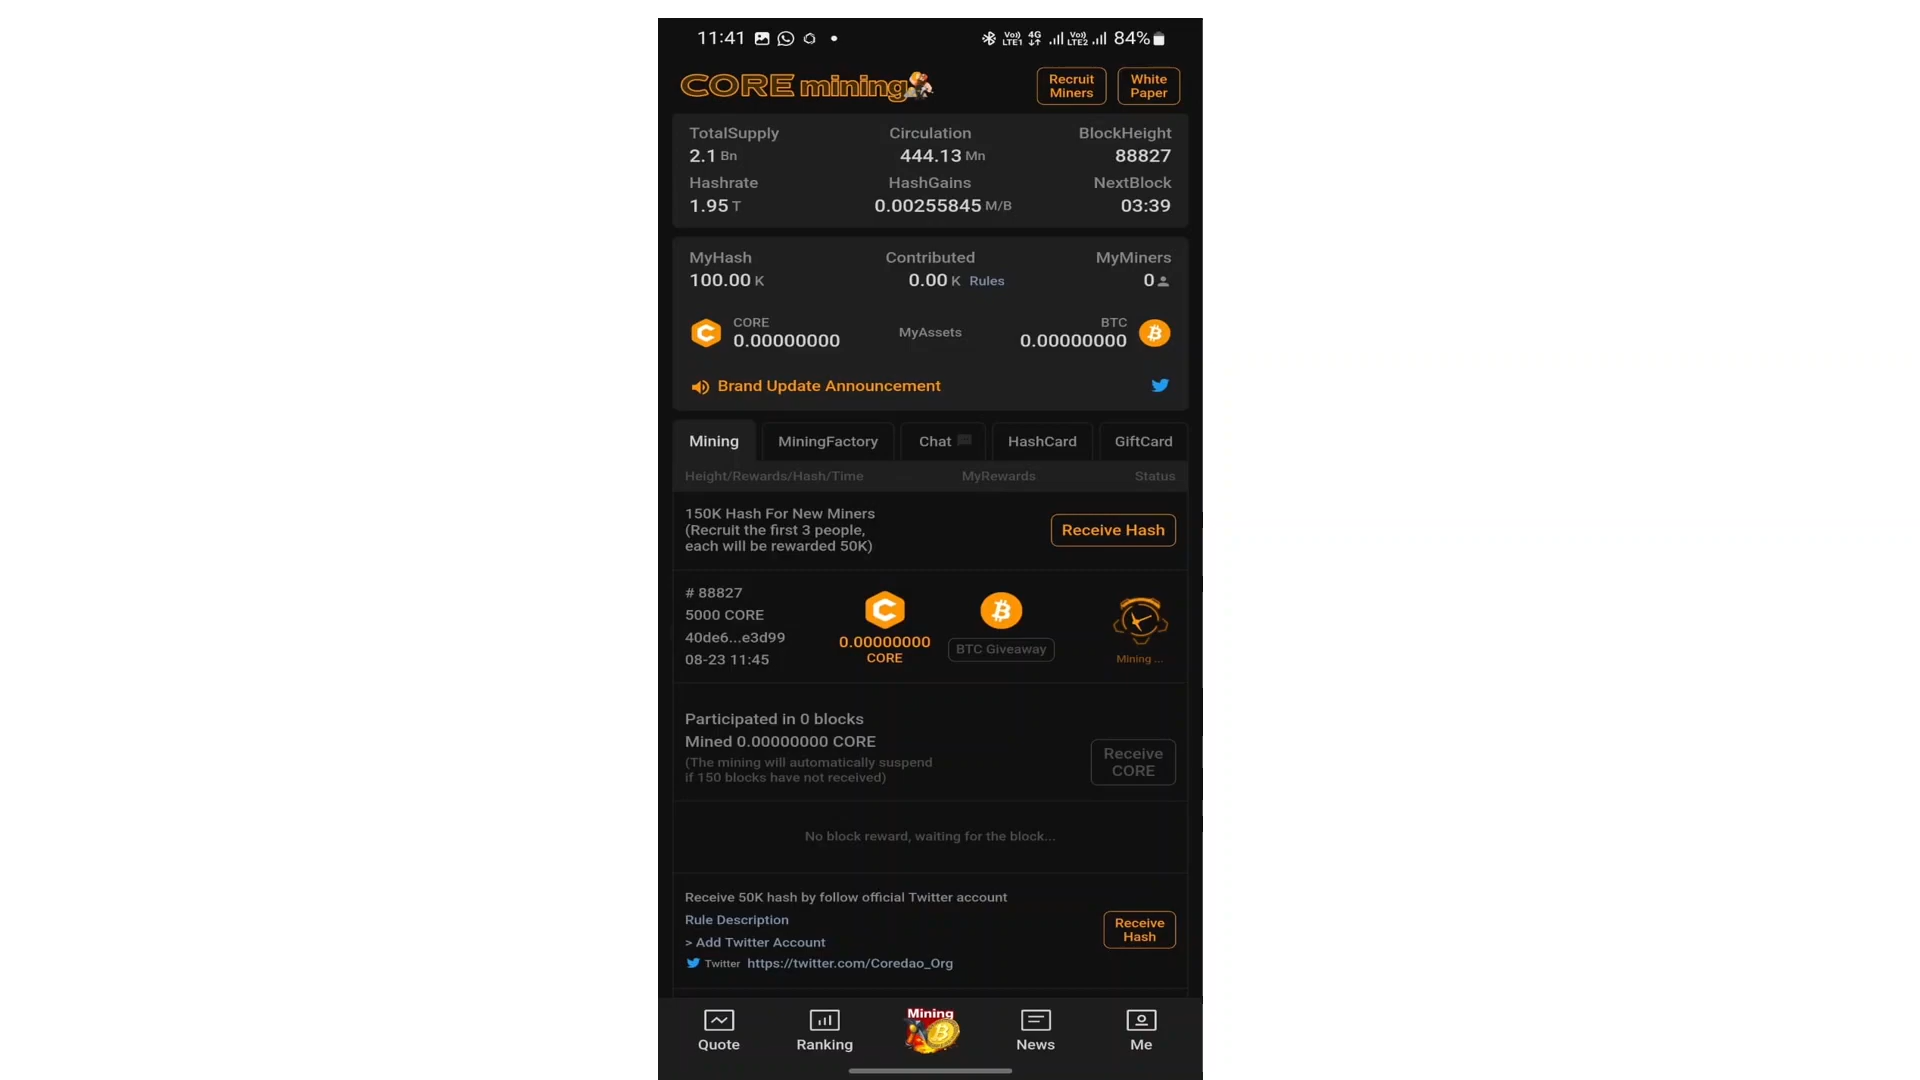 11:41 Vo)) LTE1 4G Vo)) LTE2 84%
CORE mining
Recruit Miners
White Paper
TotalSupply Circulation BlockHeight
2.1 Bn 444.13 Mn 88827
Hashrate HashGains NextBlock
1.95 T 0.00255845 M/B 03:39
MyHash Contributed MyMiners
100.00 K 0.00 K Rules 0
CORE MyAssets BTC
0.00000000 0.00000000
Brand Update Announcement
Mining MiningFactory Chat HashCard GiftCard
Height/Rewards/Hash/Time MyRewards Status
150K Hash For New Miners
(Recruit the first 3 people,
each will be rewarded 50K)
Receive Hash
# 88827
5000 CORE
40de6...e3d99
08-23 11:45
0.00000000
CORE
BTC Giveaway
Mining ...
Participated in 0 blocks
Mined 0.00000000 CORE
(The mining will automatically suspend
if 150 blocks have not received)
Receive
CORE
No block reward, waiting for the block...
Receive 50K hash by follow official Twitter account
Rule Description
> Add Twitter Account
Twitter https://twitter.com/Coredao_Org
Receive
Hash
Quote Ranking Mining News Me